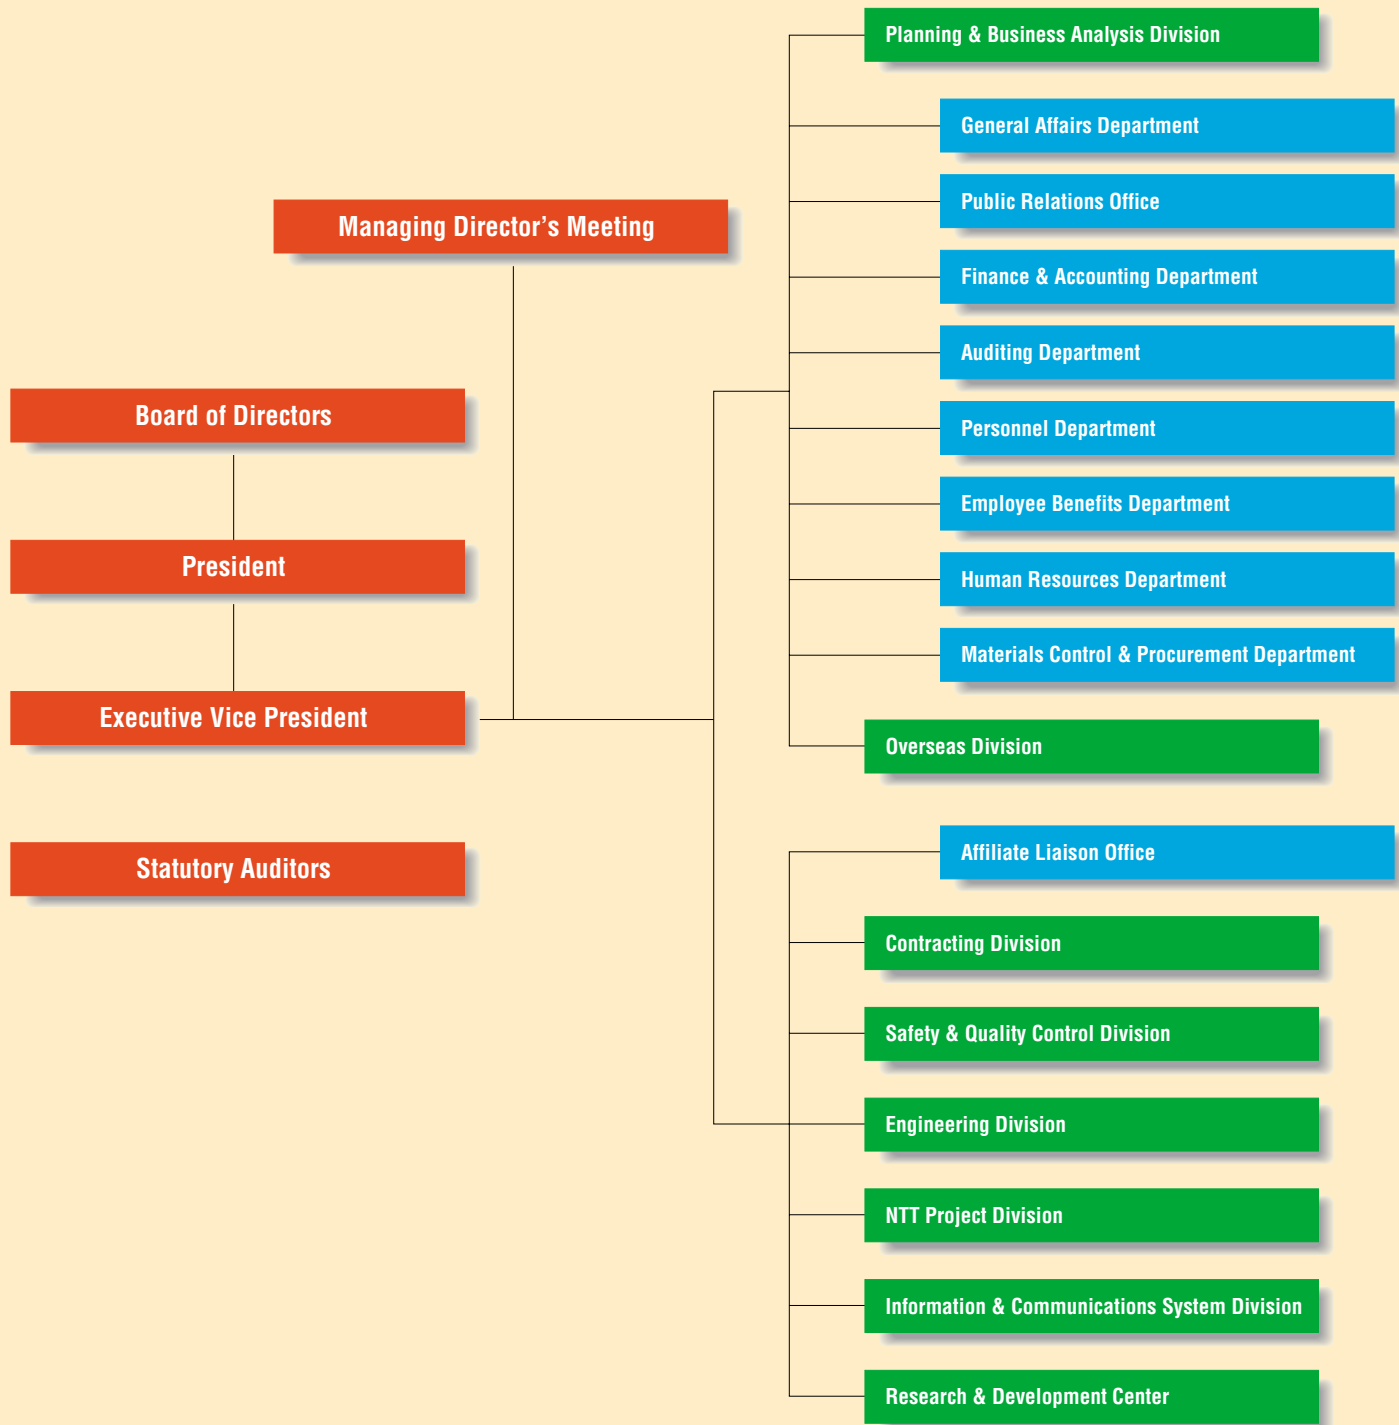 Managing Director’s Meeting
Board of Directors
President
Executive Vice President
Statutory Auditors
Planning & Business Analysis Division
General Affairs Department
Public Relations Office
Finance & Accounting Department
Auditing Department
Personnel Department
Employee Benefits Department
Human Resources Department
Materials Control & Procurement Department
Overseas Division
Affiliate Liaison Office
Contracting Division
Safety & Quality Control Division
Engineering Division
NTT Project Division
Information & Communications System Division
Research & Development Center